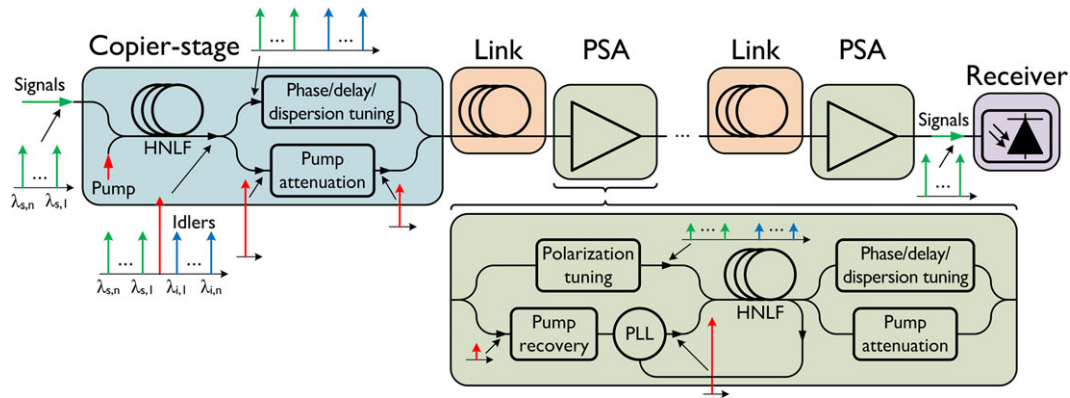 Copier-stage
Link
PSA
Link
PSA
Receiver
Signals
...
...
Phase/delay/
dispersion tuning
HNLF
Pump
attenuation
Pump
...
λs,n λs,1
...
Signals
...
Idlers
...
...
λs,n λs,1 λi,1 λi,n
Polarization
tuning
...
...
Phase/delay/
dispersion tuning
HNLF
Pump
recovery
PLL
Pump
attenuation